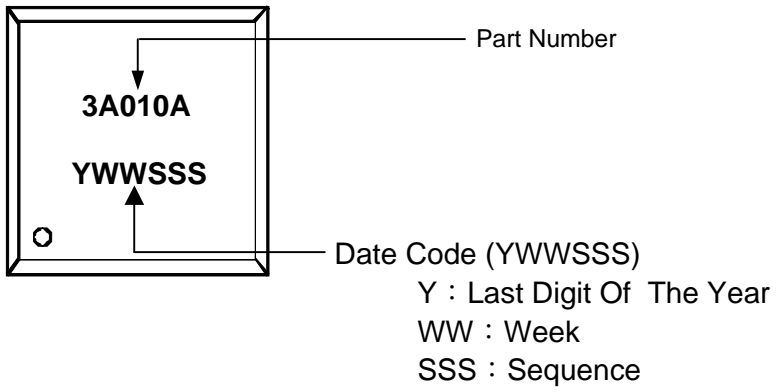 Part Number
3A010A
YWWSSS
Date Code (YWWSSS)
Y：Last Digit Of The Year
WW：Week
SSS：Sequence